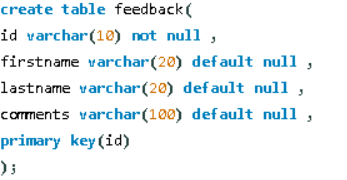 create table feedback(
id varchar(10) not null ,
firstname varchar(20) default null ,
lastname varchar(20) default null ,
comments varchar(100) default null ,
primary key(id)
);